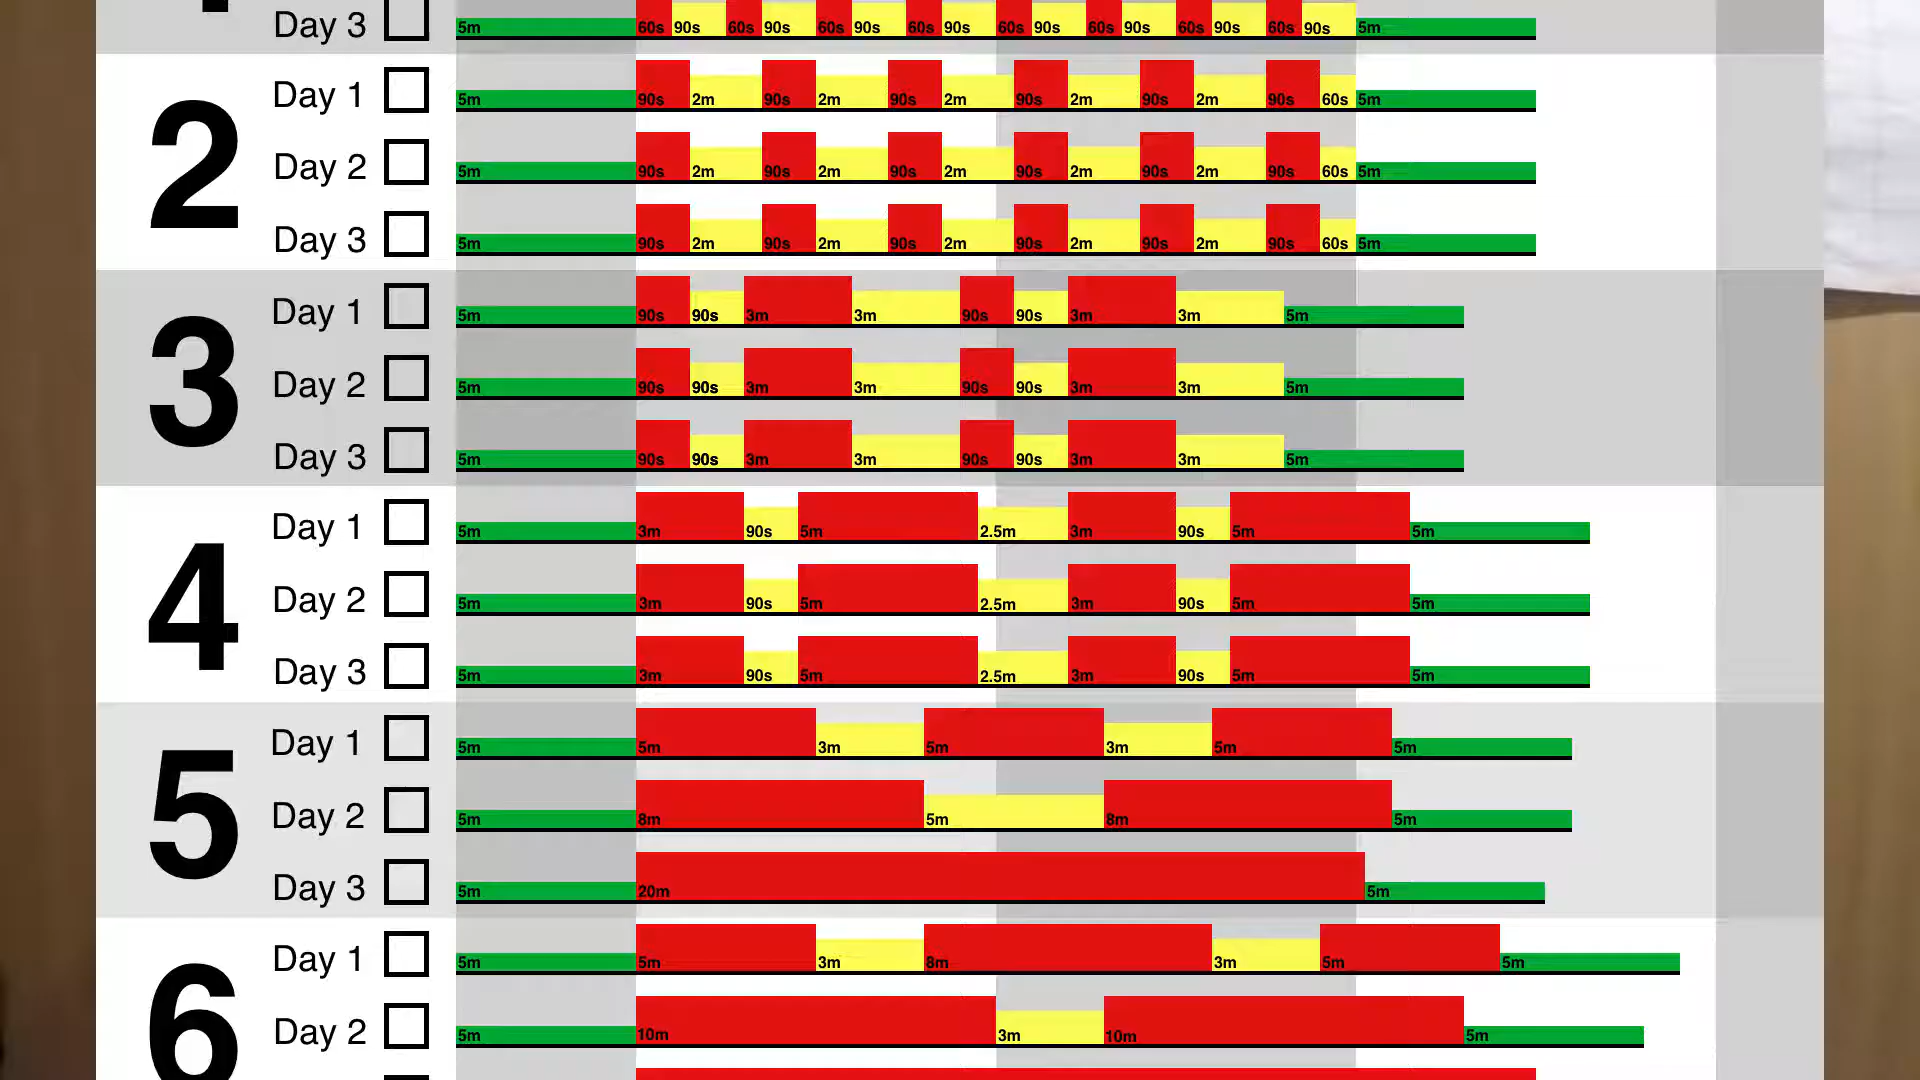 Day 3 5m 60s 90s 60s 90s 60s 90s 60s 90s 60s 90s 60s 90s 60s 90s 60s 90s 5m
2
Day 1 5m 90s 2m 90s 2m 90s 2m 90s 2m 90s 2m 90s 60s 5m
Day 2 5m 90s 2m 90s 2m 90s 2m 90s 2m 90s 2m 90s 60s 5m
Day 3 5m 90s 2m 90s 2m 90s 2m 90s 2m 90s 2m 90s 60s 5m
3
Day 1 5m 90s 90s 3m 3m 90s 90s 3m 3m 5m
Day 2 5m 90s 90s 3m 3m 90s 90s 3m 3m 5m
Day 3 5m 90s 90s 3m 3m 90s 90s 3m 3m 5m
4
Day 1 5m 3m 90s 5m 2.5m 3m 90s 5m 5m
Day 2 5m 3m 90s 5m 2.5m 3m 90s 5m 5m
Day 3 5m 3m 90s 5m 2.5m 3m 90s 5m 5m
5
Day 1 5m 5m 3m 5m 3m 5m 5m
Day 2 5m 8m 5m 8m 5m
Day 3 5m 20m 5m
6
Day 1 5m 5m 3m 8m 3m 5m 5m
Day 2 5m 10m 3m 10m 5m